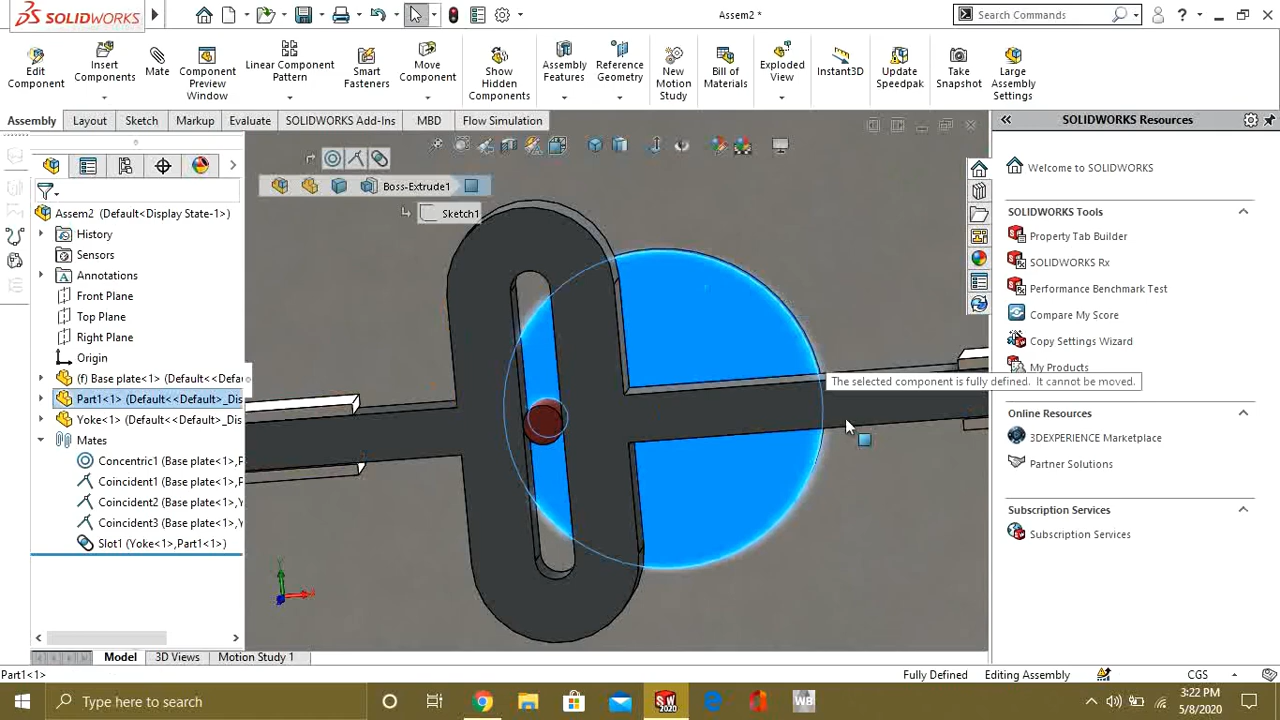 SOLIDWORKS
Assem2 *
Search Commands
?
Edit Component
Insert Components
Mate
Component Preview Window
Linear Component Pattern
Smart Fasteners
Move Component
Show Hidden Components
Assembly Features
Reference Geometry
New Motion Study
Bill of Materials
Exploded View
Instant3D
Update Speedpak
Take Snapshot
Large Assembly Settings
Assembly
Layout
Sketch
Markup
Evaluate
SOLIDWORKS Add-Ins
MBD
Flow Simulation
SOLIDWORKS Resources
Boss-Extrude1
Sketch1
Assem2 (Default<Display State-1>)
History
Sensors
Annotations
Front Plane
Top Plane
Right Plane
Origin
(f) Base plate<1> (Default<<Defau
Part1<1> (Default<<Default>_Dis
Yoke<1> (Default<<Default>_Dis
Mates
Concentric1 (Base plate<1>,P
Coincident1 (Base plate<1>,P
Coincident2 (Base plate<1>,Y
Coincident3 (Base plate<1>,Y
Slot1 (Yoke<1>,Part1<1>)
The selected component is fully defined. It cannot be moved.
Welcome to SOLIDWORKS
SOLIDWORKS Tools
Property Tab Builder
SOLIDWORKS Rx
Performance Benchmark Test
Compare My Score
Copy Settings Wizard
My Products
Online Resources
3DEXPERIENCE Marketplace
Partner Solutions
Subscription Services
Subscription Services
Model
3D Views
Motion Study 1
Part1<1>
Fully Defined
Editing Assembly
CGS
Type here to search
SW 2020
WB
3:22 PM
5/8/2020